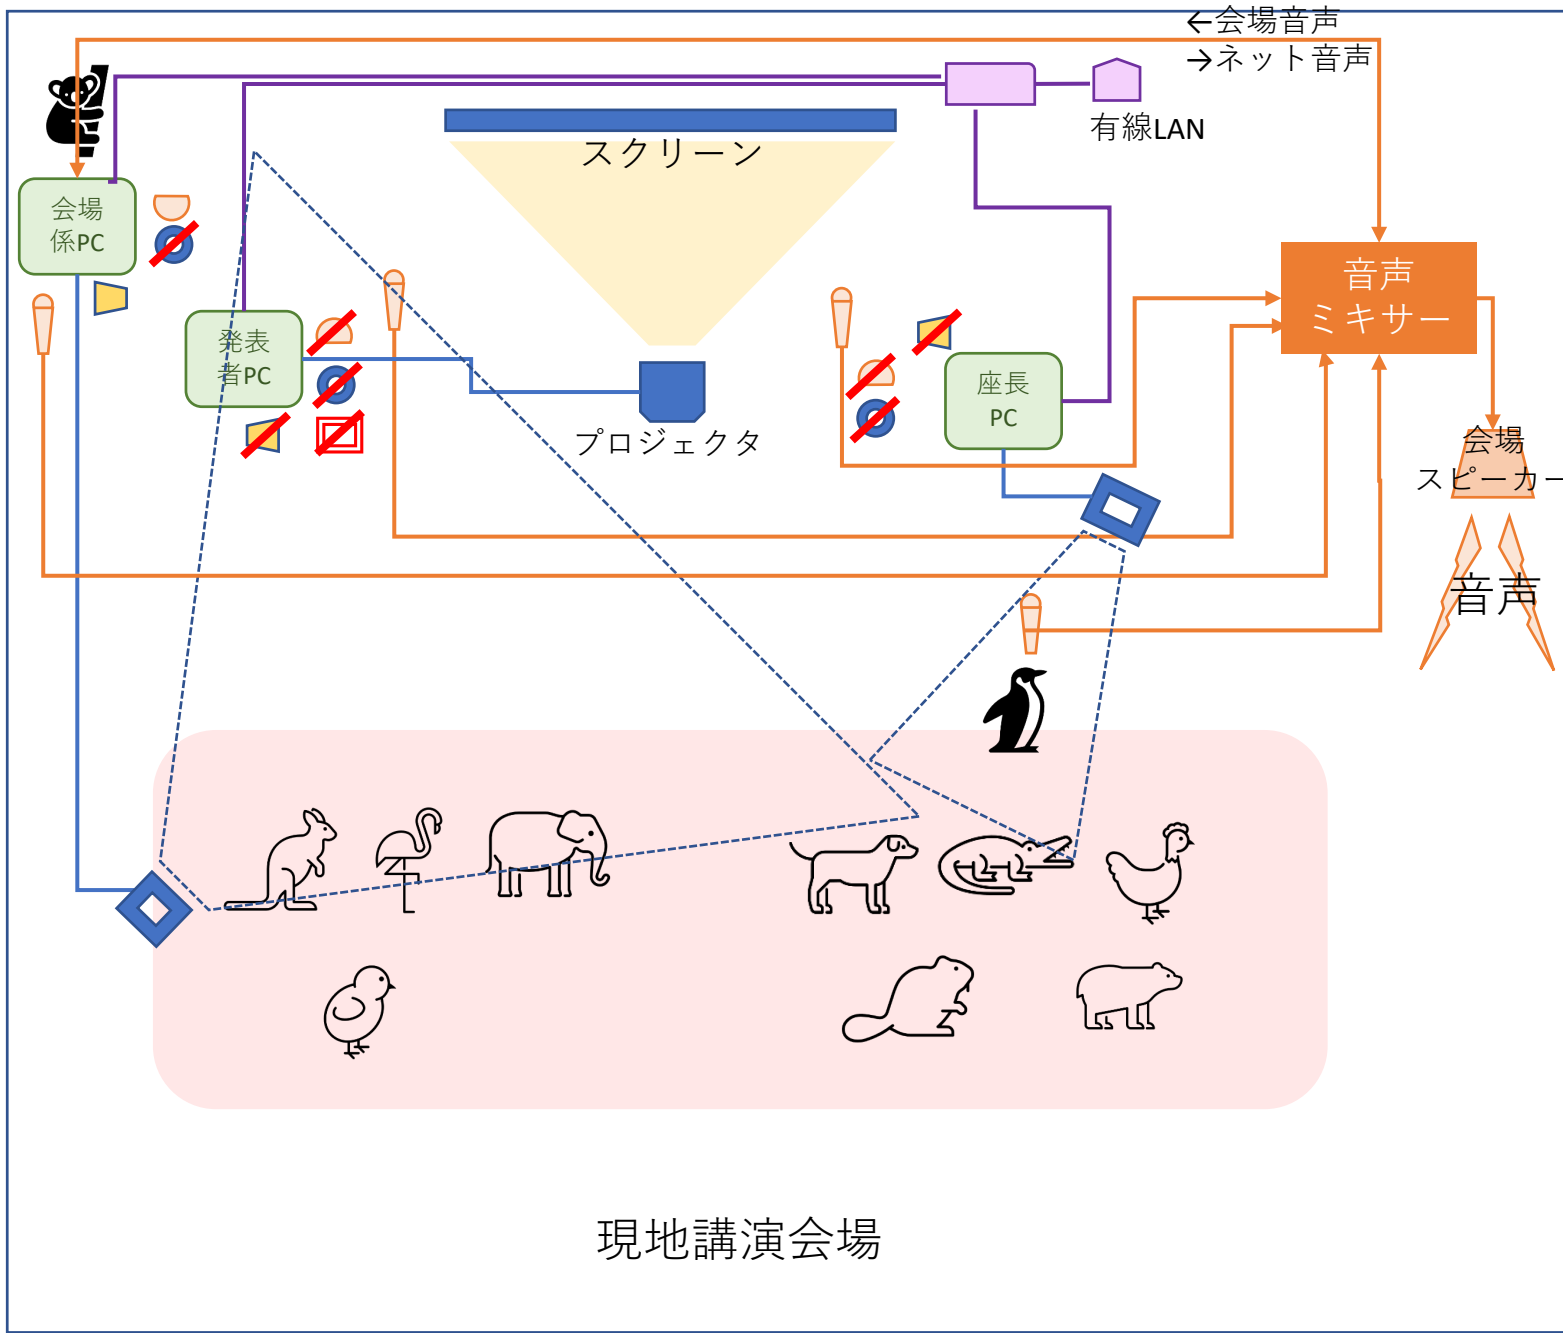 ←会場音声
→ネット音声
有線LAN
スクリーン
会場
係PC
音声
ミキサー
発表
者PC
座長
PC
プロジェクタ
会場
スピーカー
音声
現地講演会場